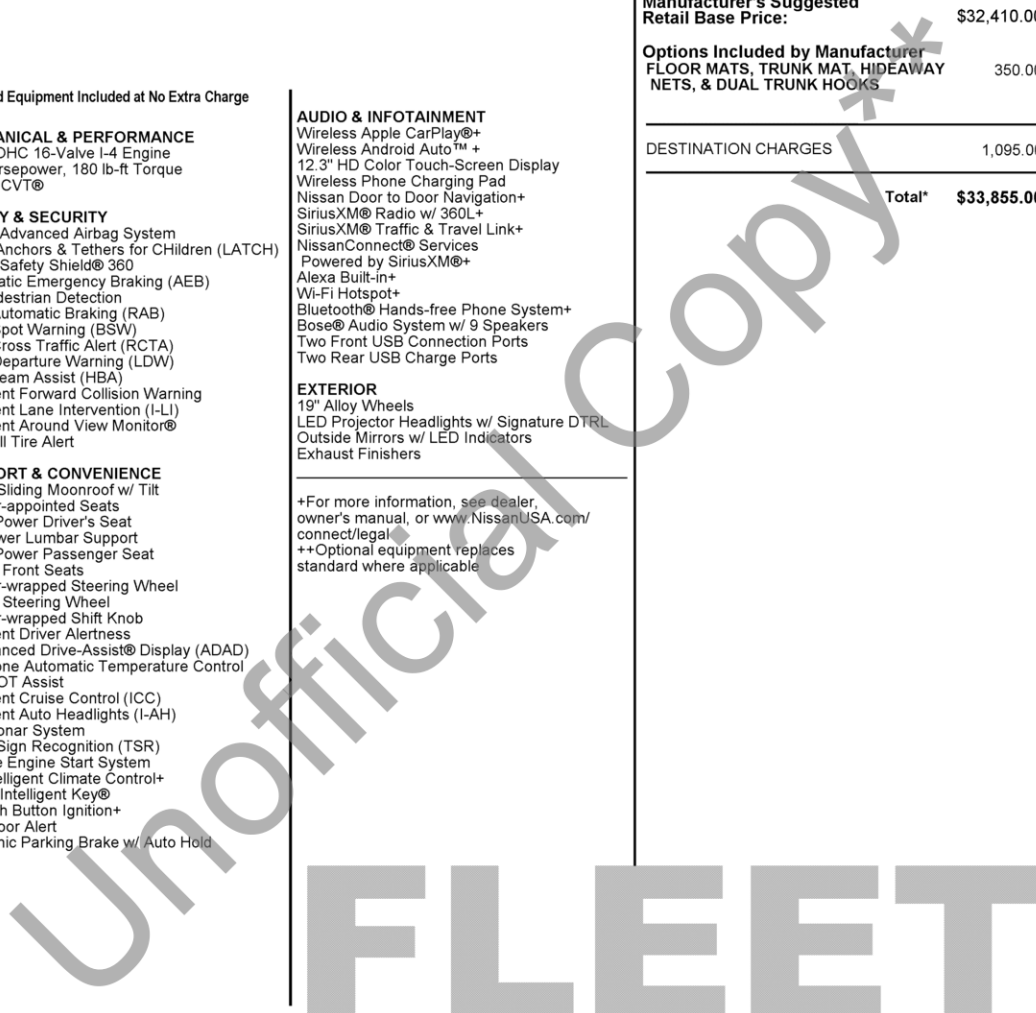 d Equipment Included at No Extra Charge
ANICAL & PERFORMANCE
OHC 16-Valve I-4 Engine
rsepower, 180 lb-ft Torque
CVT®
Y & SECURITY
Advanced Airbag System
Anchors & Tethers for CHildren (LATCH)
Safety Shield® 360
atic Emergency Braking (AEB)
destrian Detection
utomatic Braking (RAB)
pot Warning (BSW)
ross Traffic Alert (RCTA)
Departure Warning (LDW)
eam Assist (HBA)
ent Forward Collision Warning
ent Lane Intervention (I-LI)
ent Around View Monitor®
ll Tire Alert
ORT & CONVENIENCE
Sliding Moonroof w/ Tilt
r-appointed Seats
Power Driver's Seat
wer Lumbar Support
Power Passenger Seat
Front Seats
r-wrapped Steering Wheel
Steering Wheel
r-wrapped Shift Knob
ent Driver Alertness
anced Drive-Assist® Display (ADAD)
one Automatic Temperature Control
OT Assist
ent Cruise Control (ICC)
ent Auto Headlights (I-AH)
onar System
Sign Recognition (TSR)
e Engine Start System
elligent Climate Control+
Intelligent Key®
h Button Ignition+
oor Alert
nic Parking Brake w/ Auto Hold
AUDIO & INFOTAINMENT
Wireless Apple CarPlay®+
Wireless Android Auto™ +
12.3" HD Color Touch-Screen Display
Wireless Phone Charging Pad
Nissan Door to Door Navigation+
SiriusXM® Radio w/ 360L+
SiriusXM® Traffic & Travel Link+
NissanConnect® Services
Powered by SiriusXM®+
Alexa Built-in+
Wi-Fi Hotspot+
Bluetooth® Hands-free Phone System+
Bose® Audio System w/ 9 Speakers
Two Front USB Connection Ports
Two Rear USB Charge Ports
EXTERIOR
19" Alloy Wheels
LED Projector Headlights w/ Signature DTRL
Outside Mirrors w/ LED Indicators
Exhaust Finishers
+For more information, see dealer,
owner's manual, or www.NissanUSA.com/
connect/legal
++Optional equipment replaces
standard where applicable
Manufacturer's Suggested
Retail Base Price: $32,410.00
Options Included by Manufacturer
FLOOR MATS, TRUNK MAT, HIDEAWAY 350.00
NETS, & DUAL TRUNK HOOKS
DESTINATION CHARGES 1,095.00
Total* $33,855.00
Unofficial Copy**
FLEET